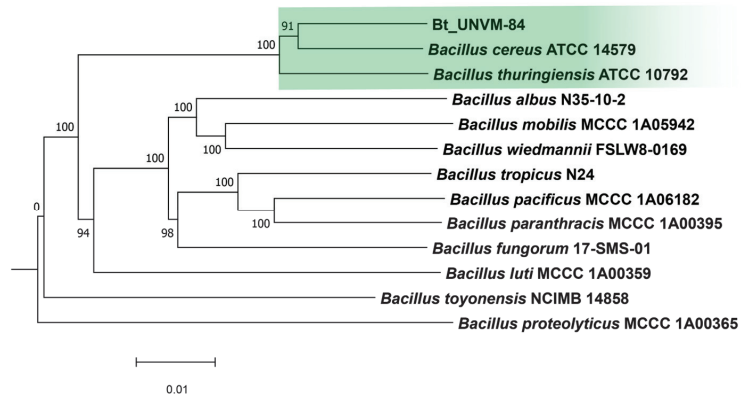 91
Bt_UNVM-84
100
Bacillus cereus ATCC 14579
Bacillus thuringiensis ATCC 10792
100
Bacillus albus N35-10-2
100
Bacillus mobilis MCCC 1A05942
100
100
Bacillus wiedmannii FSLW8-0169
100
Bacillus tropicus N24
100
Bacillus pacificus MCCC 1A06182
0
100
Bacillus paranthracis MCCC 1A00395
94
98
Bacillus fungorum 17-SMS-01
Bacillus luti MCCC 1A00359
Bacillus toyonensis NCIMB 14858
Bacillus proteolyticus MCCC 1A00365
0.01